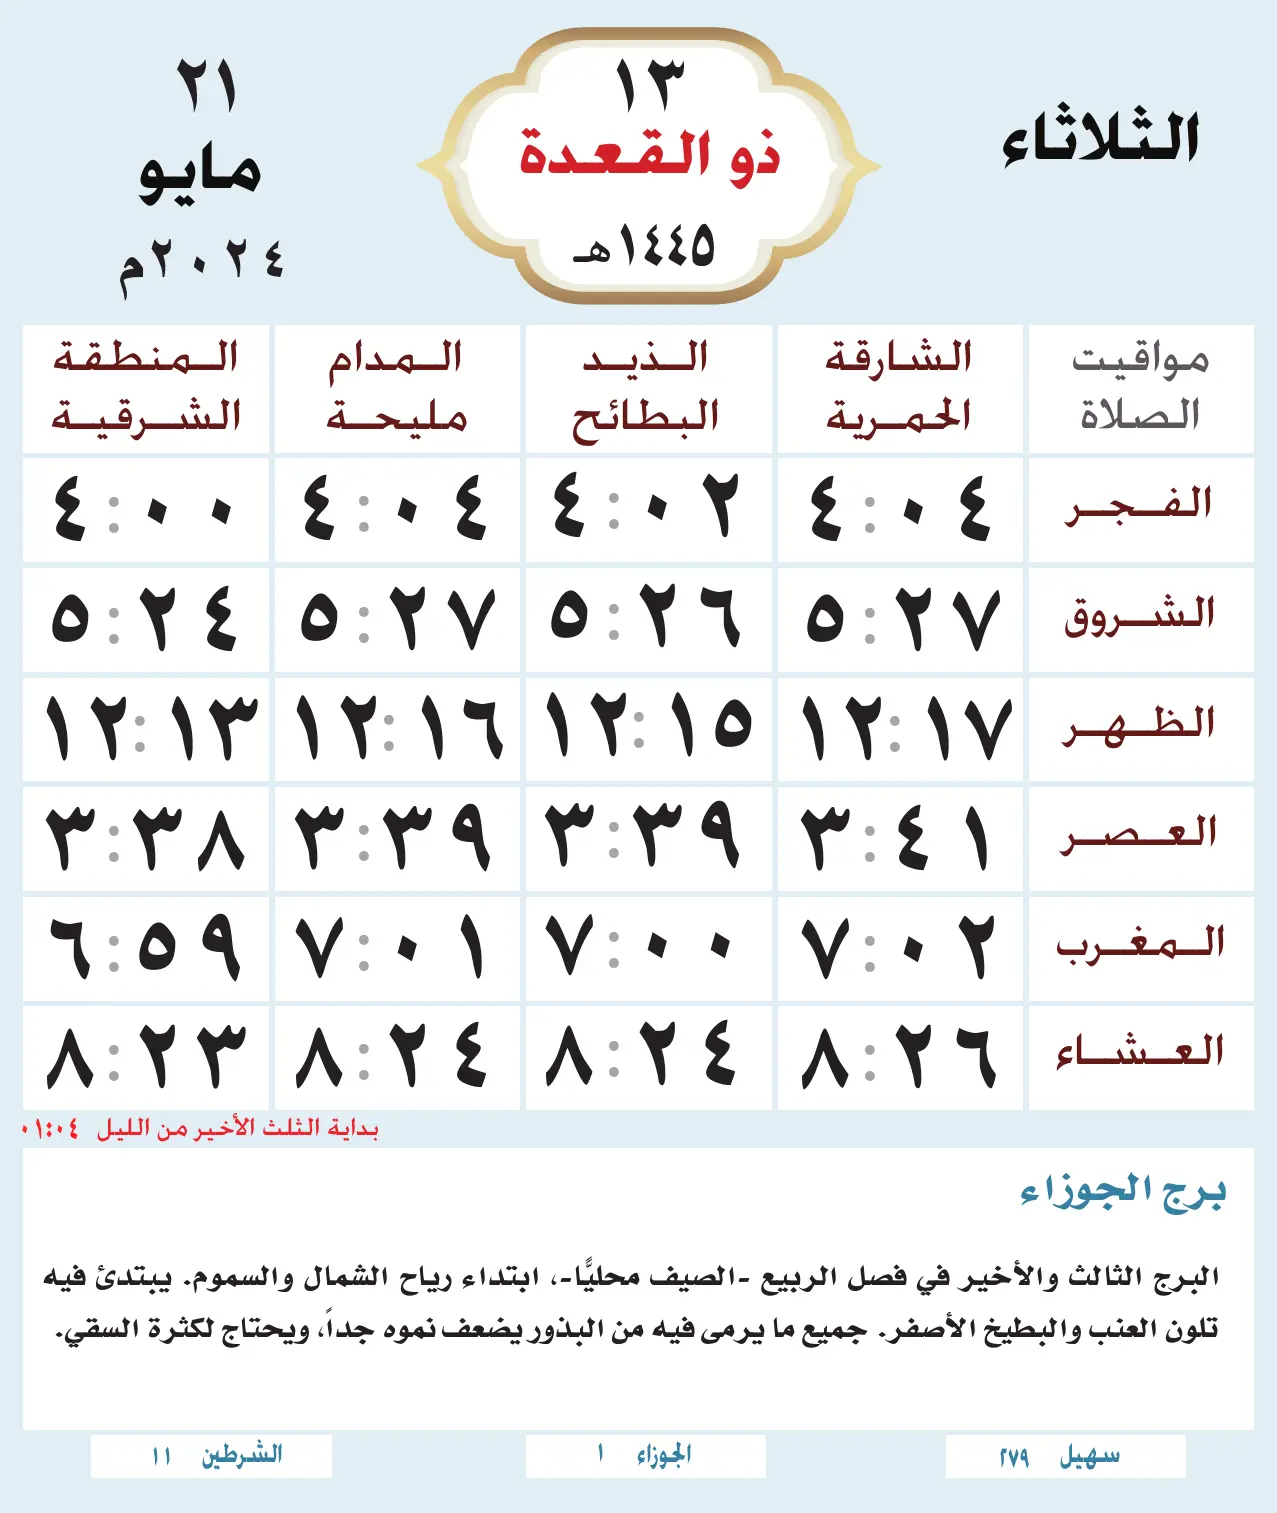 الثلاثاء
١٣
ذو القعدة
١٤٤٥هـ
٢١
مايو
٢٠٢٤م
مواقيت الصلاة
الشارقة الحمرية
الذيد البطائح
المدام مليحة
المنطقة الشرقية
الفجر ٤:٠٤ ٤:٠٢ ٤:٠٤ ٤:٠٠
الشروق ٥:٢٧ ٥:٢٦ ٥:٢٧ ٥:٢٤
الظهر ١٢:١٧ ١٢:١٥ ١٢:١٦ ١٢:١٣
العصر ٣:٤١ ٣:٣٩ ٣:٣٩ ٣:٣٨
المغرب ٧:٠٢ ٧:٠٠ ٧:٠١ ٦:٥٩
العشاء ٨:٢٦ ٨:٢٤ ٨:٢٤ ٨:٢٣
بداية الثلث الأخير من الليل ٠١:٠٤
برج الجوزاء
البرج الثالث والأخير في فصل الربيع -الصيف محليًّا-، ابتداء رياح الشمال والسموم. يبتدئ فيه
تلون العنب والبطيخ الأصفر. جميع ما يرمى فيه من البذور يضعف نموه جداً، ويحتاج لكثرة السقي.
سهيل ٢٧٩
الجوزاء ١
الشرطين ١١